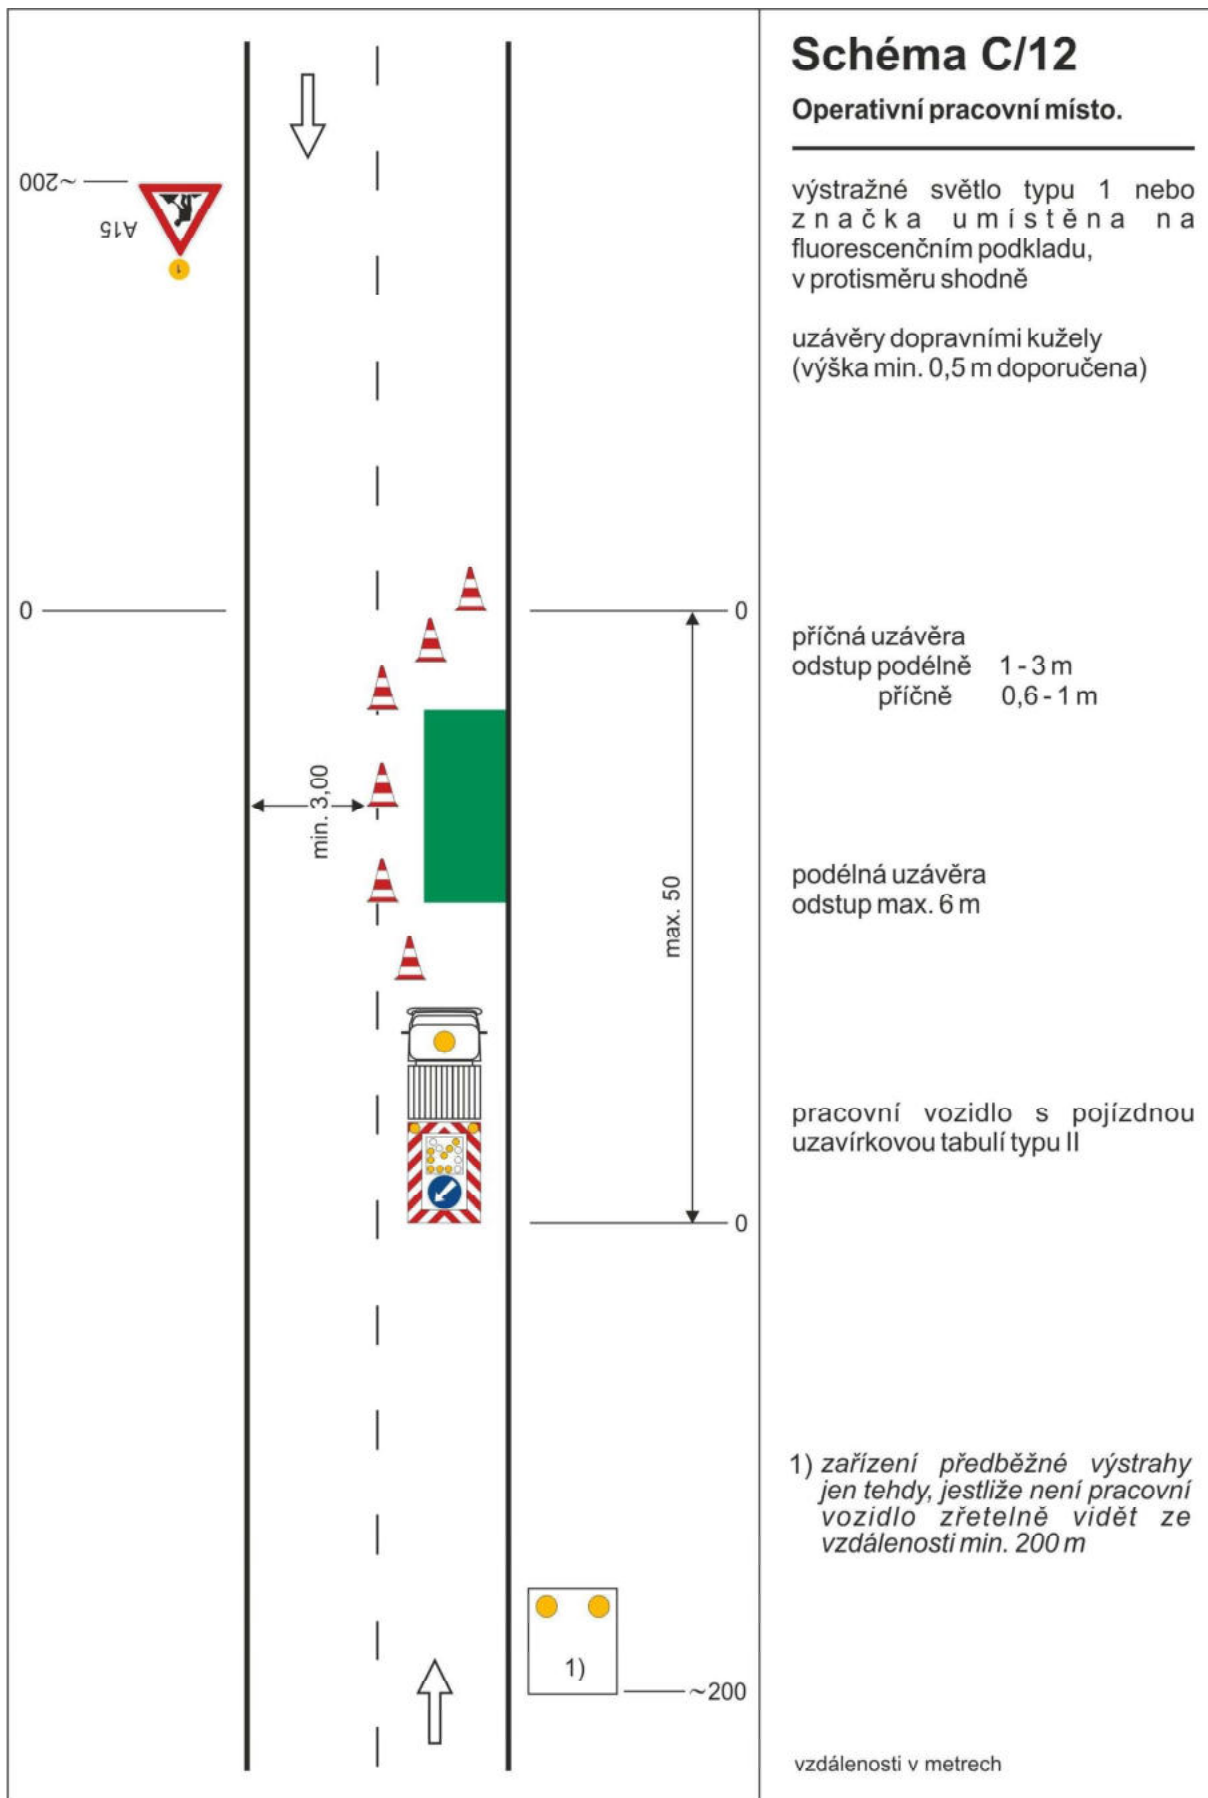 Schéma C/12
Operativní pracovní místo.
~200
A15
1
výstražné světlo typu 1 nebo
značka umístěna na
fluorescenčním podkladu,
v protisměru shodně
uzávěry dopravními kužely
(výška min. 0,5 m doporučena)
0
0
příčná uzávěra
odstup podélně 1 - 3 m
příčně 0,6 - 1 m
min. 3,00
max. 50
podélná uzávěra
odstup max. 6 m
pracovní vozidlo s pojízdnou
uzavírkovou tabulí typu II
0
1) zařízení předběžné výstrahy
jen tehdy, jestliže není pracovní
vozidlo zřetelně vidět ze
vzdálenosti min. 200 m
1)
~200
vzdálenosti v metrech